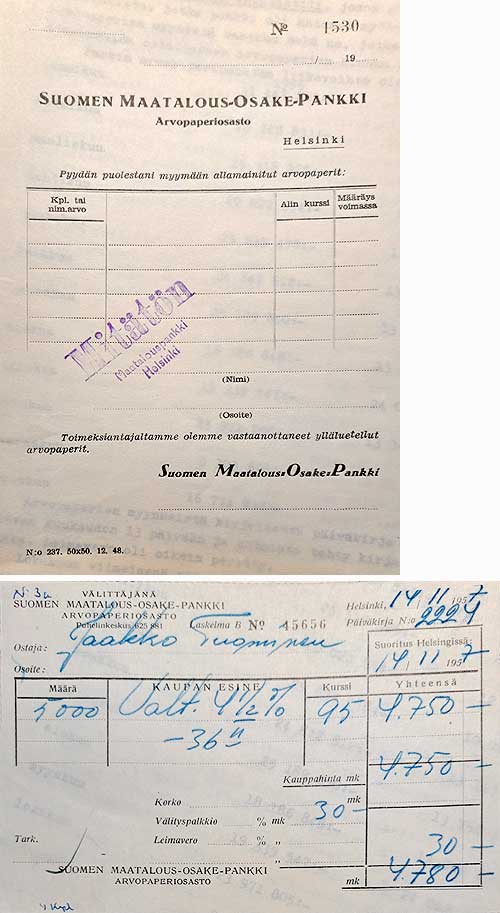 № 1530
/ 19
SUOMEN MAATALOUS-OSAKE-PANKKI
Arvopaperiosasto
Helsinki
Pyydän puolestani myymään allamainitut arvopaperit:
Kpl. tai nim.arvo Alin kurssi Määräys voimassa
Mitätön
Maatalouspankki
Helsinki
(Nimi)
(Osoite)
Toimeksiantajaltamme olemme vastaanottaneet ylläluetellut
arvopaperit.
SUOMEN MAATALOUS-OSAKE-PANKKI
N:o 237. 50x50. 12. 48.
N:3a
VÄLITTÄJÄNÄ
SUOMEN MAATALOUS-OSAKE-PANKKI
ARVOPAPERIOSASTO
Puhelinkeskus 625 881
Laskelma B № 45656
Helsinki, 14/11 1957
Päiväkirja N:o 2224
Ostaja: Jaakko Tuominen
Osoite:
Suoritus Helsingissä:
14/11 1957
Määrä KAUPAN ESINE Kurssi Yhteensä
5000 Valt. 4½% 95 4.750 –
-36 II
Kauppahinta mk 4.750 –
Korko 30 – mk
Välityspalkkio % mk
Leimavero % „ „ 30 –
Tark.
SUOMEN MAATALOUS-OSAKE-PANKKI
ARVOPAPERIOSASTO
mk 4.780 –